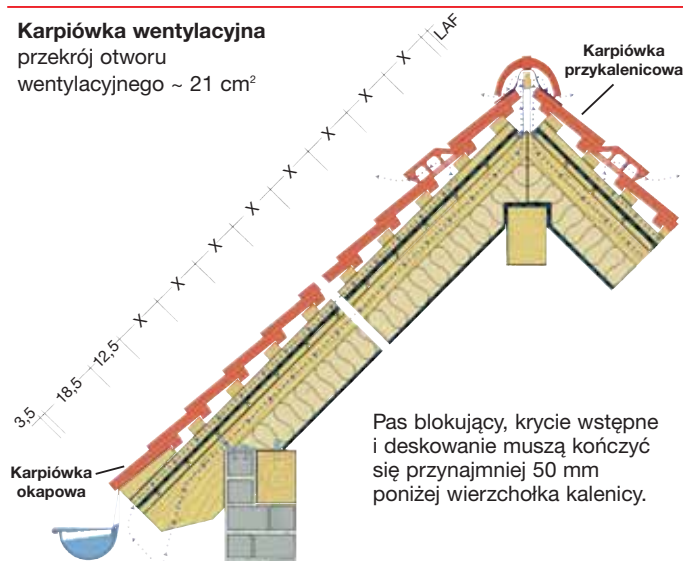 Karpiówka wentylacyjna
przekrój otworu
wentylacyjnego ~ 21 cm²
Karpiówka
przykalenicowa
LAF
X
X
X
X
X
X
X
12,5
18,5
3,5
Karpiówka
okapowa
Pas blokujący, krycie wstępne
i deskowanie muszą kończyć
się przynajmniej 50 mm
poniżej wierzchołka kalenicy.